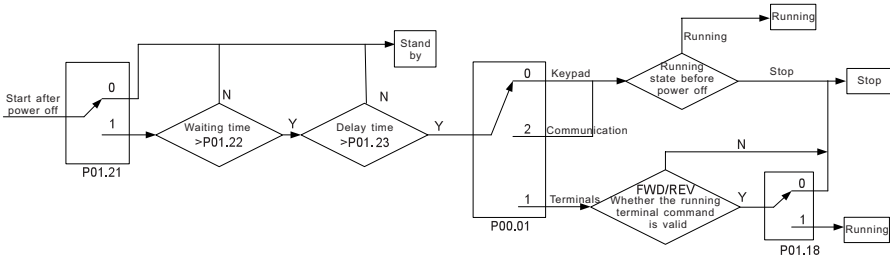 Running
Running
Stand
by
0
Start after
power off
1
P01.21
N
Waiting time
>P01.22
Y
N
Delay time
>P01.23
Y
0
Keypad
2
Communication
1
Terminals
P00.01
Running
state before
power off
Stop
Stop
N
FWD/REV
Whether the running
terminal command
is valid
Y
0
1
Running
P01.18